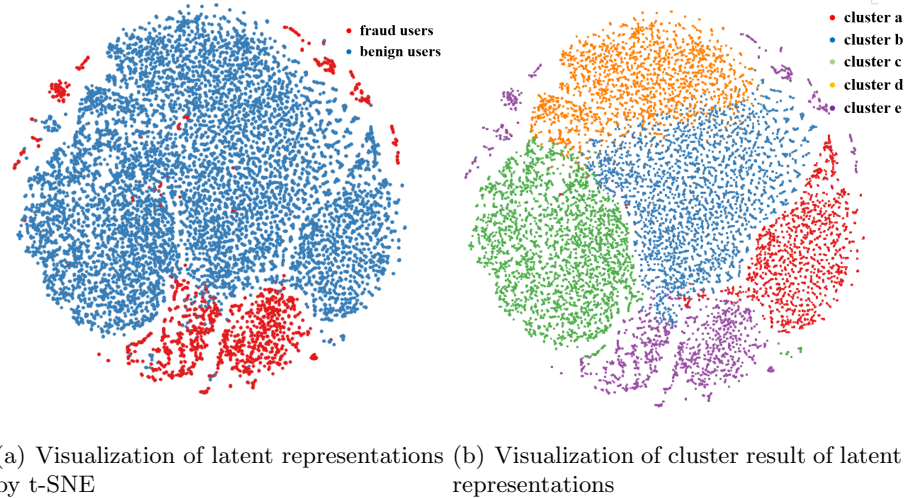 fraud users
benign users
cluster a
cluster b
cluster c
cluster d
cluster e
a) Visualization of latent representations
by t-SNE
(b) Visualization of cluster result of latent
representations